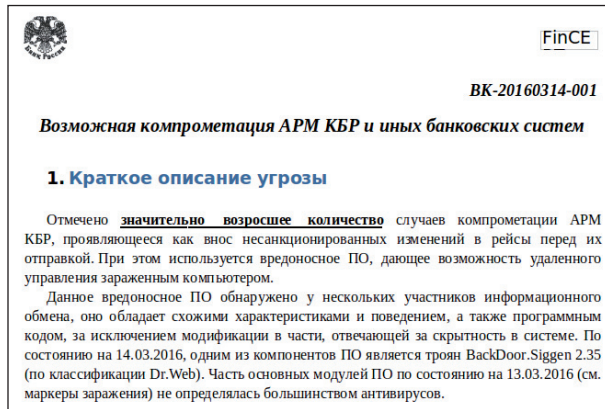 Банк России
FinCE
ВК-20160314-001
Возможная компрометация АРМ КБР и иных банковских систем
1. Краткое описание угрозы
Отмечено значительно возросшее количество случаев компрометации АРМ
КБР, проявляющееся как внос несанкционированных изменений в рейсы перед их
отправкой. При этом используется вредоносное ПО, дающее возможность удаленного
управления зараженным компьютером.
Данное вредоносное ПО обнаружено у нескольких участников информационного
обмена, оно обладает схожими характеристиками и поведением, а также программным
кодом, за исключением модификации в части, отвечающей за скрытность в системе. По
состоянию на 14.03.2016, одним из компонентов ПО является троян BackDoor.Siggen 2.35
(по классификации Dr.Web). Часть основных модулей ПО по состоянию на 13.03.2016 (см.
маркеры заражения) не определялась большинством антивирусов.